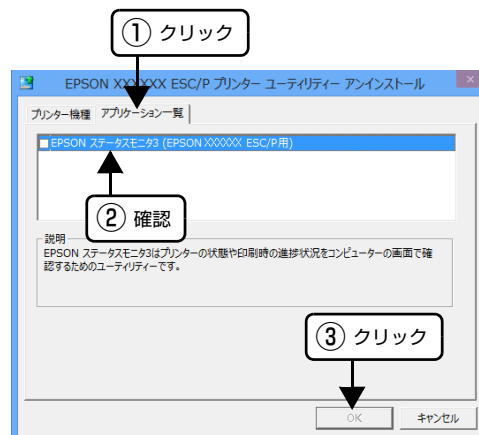 ① クリック
EPSON XXXXXX ESC/P プリンター ユーティリティー アンインストール
プリンター機種 アプリケーション一覧
EPSON ステータスモニタ3 (EPSON XXXXXX ESC/P用)
② 確認
説明
EPSON ステータスモニタ3はプリンターの状態や印刷時の進捗状況をコンピューターの画面で確
認するためのユーティリティーです。
③ クリック
OK キャンセル